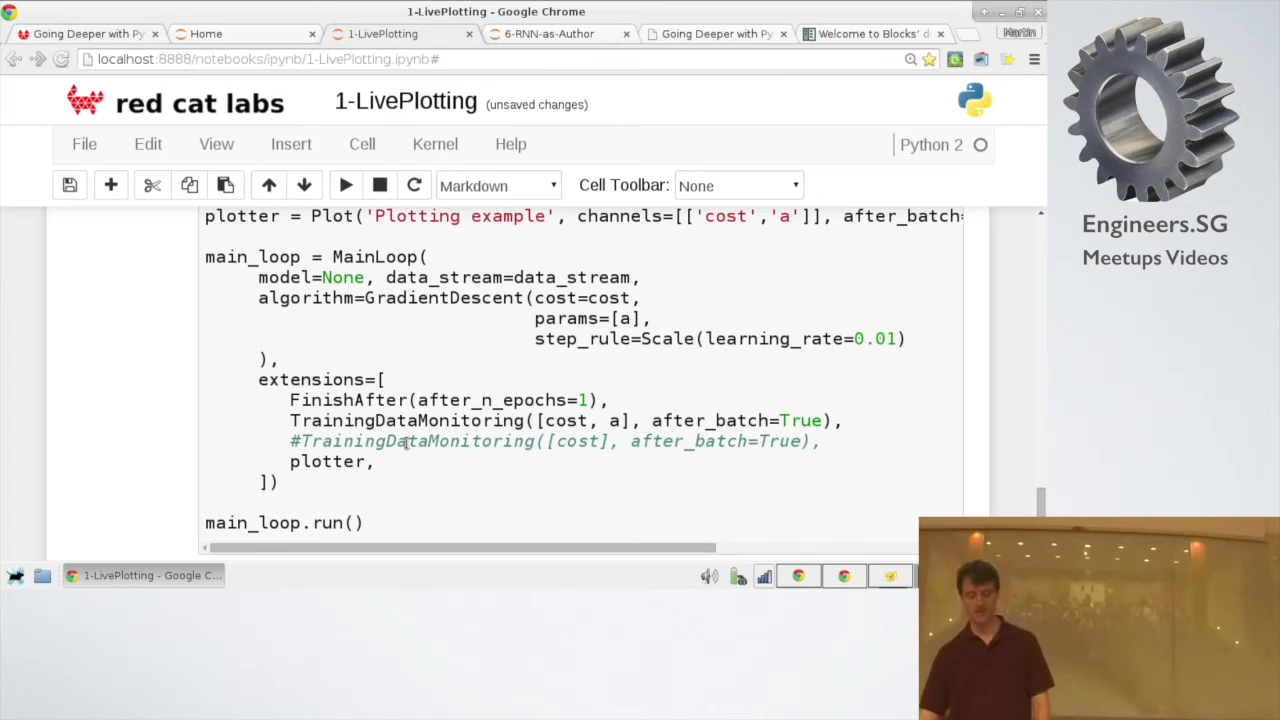 1-LivePlotting - Google Chrome
Going Deeper with Py
Home
1-LivePlotting
6-RNN-as-Author
Going Deeper with P
Welcome to Blocks' d
Martin
localhost:8888/notebooks/ipynb/1-LivePlotting.ipynb#
red cat labs
1-LivePlotting (unsaved changes)
File Edit View Insert Cell Kernel Help
Python 2
Markdown
Cell Toolbar: None
plotter = Plot('Plotting example', channels=[['cost','a']], after_batch=
main_loop = MainLoop(
model=None, data_stream=data_stream,
algorithm=GradientDescent(cost=cost,
params=[a],
step_rule=Scale(learning_rate=0.01)
),
extensions=[
FinishAfter(after_n_epochs=1),
TrainingDataMonitoring([cost, a], after_batch=True),
#TrainingDataMonitoring([cost], after_batch=True),
plotter,
])
main_loop.run()
1-LivePlotting - Google C...
Engineers.SG
Meetups Videos